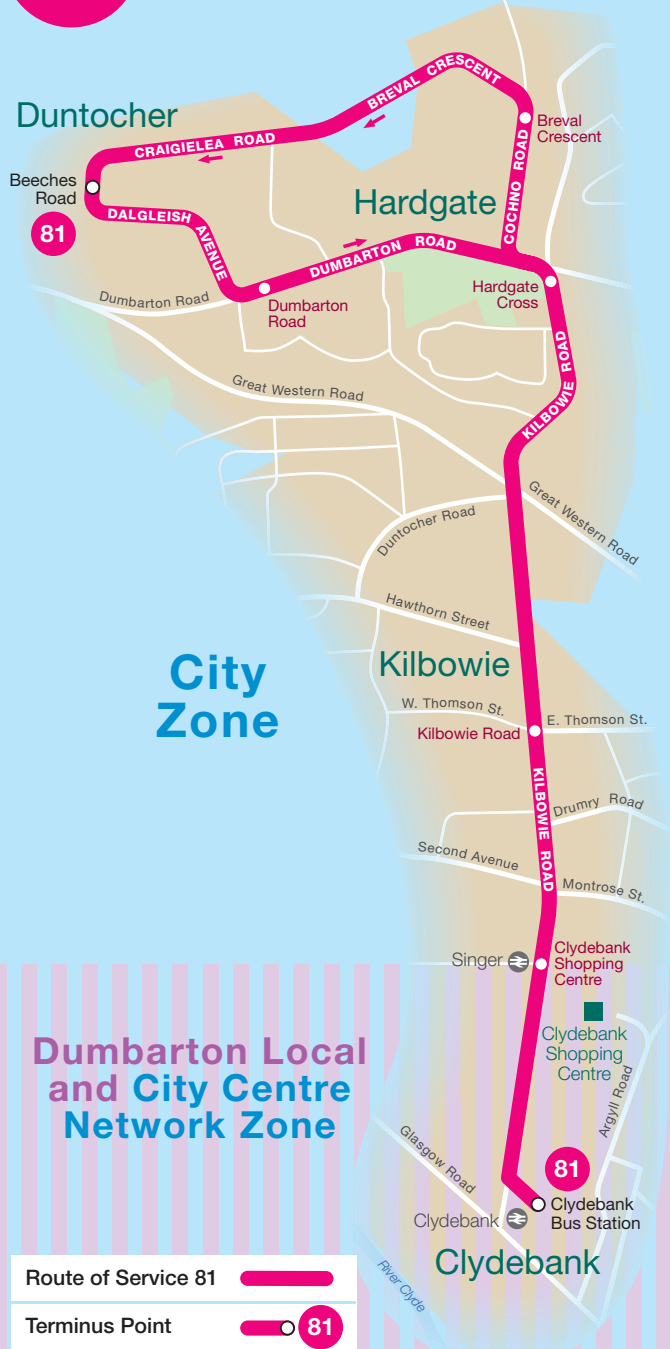 BREVAL CRESCENT
Duntocher
CRAIGIELEA ROAD
Breval
Crescent
COCHNO ROAD
Beeches
Road
81
Hardgate
DALGLEISH
AVENUE
DUMBARTON ROAD
Hardgate
Cross
Dumbarton Road
Dumbarton
Road
KILBOWIE ROAD
Great Western Road
Great Western Road
Duntocher Road
Hawthorn Street
City
Zone
Kilbowie
W. Thomson St.
E. Thomson St.
Kilbowie Road
KILBOWIE ROAD
Drumry Road
Second Avenue
Montrose St.
Singer
Clydebank
Shopping
Centre
Clydebank
Shopping
Centre
Dumbarton Local
and City Centre
Network Zone
Argyll Road
Glasgow Road
81
Clydebank
Bus Station
Clydebank
Clydebank
River Clyde
Route of Service 81
Terminus Point
81